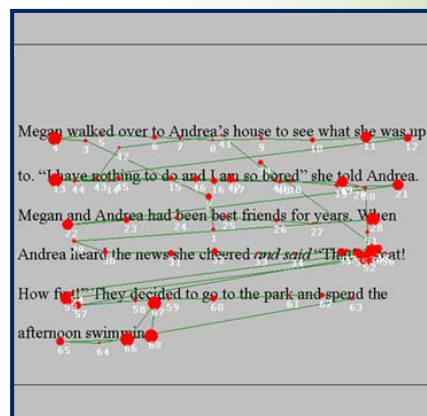 Megan walked over to Andrea's house to see what she was up
to. "I have nothing to do and I am so bored" she told Andrea.
Megan and Andrea had been best friends for years. When
Andrea heard the news she cheered and said "That's
How They decided to go to the park and spend the
afternoon